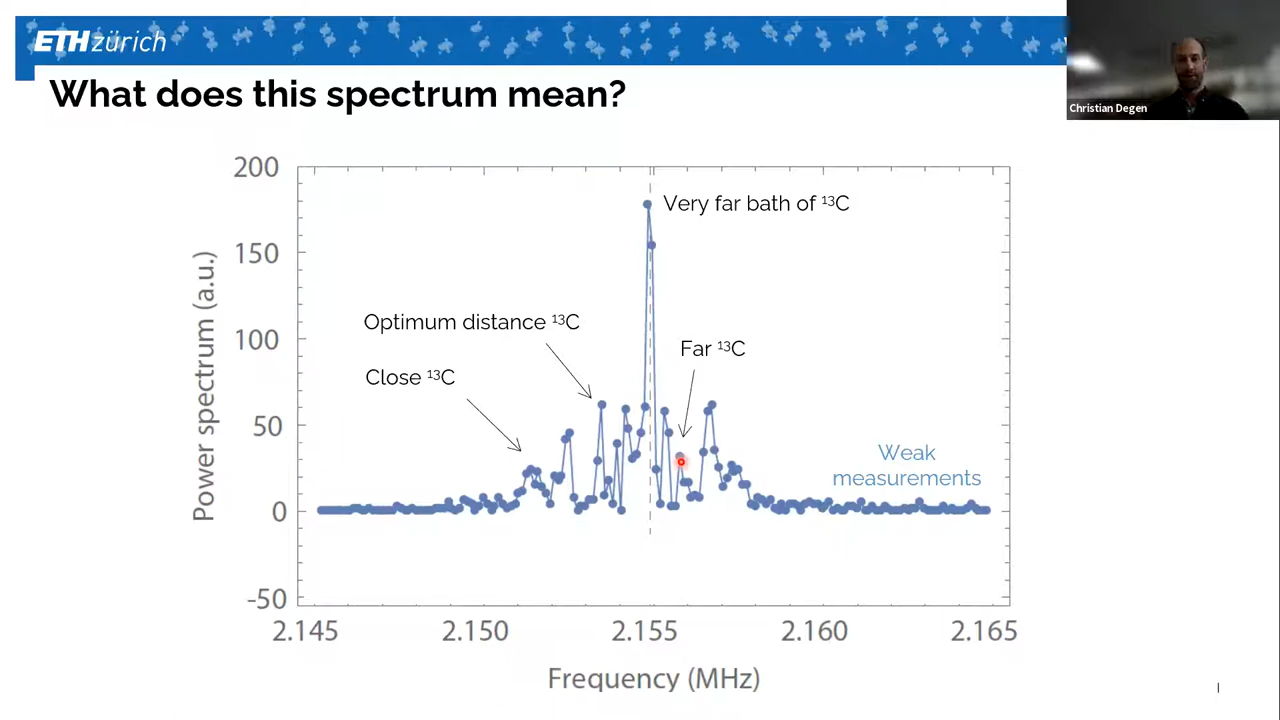 ETH zürich
Christian Degen
What does this spectrum mean?
200
150
100
50
0
-50
Power spectrum (a.u.)
Very far bath of ¹³C
Optimum distance ¹³C
Far ¹³C
Close ¹³C
Weak
measurements
2.145 2.150 2.155 2.160 2.165
Frequency (MHz)